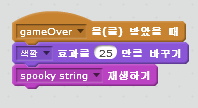 gameOver 을(를) 받았을 때
색깔 효과를 25 만큼 바꾸기
spooky string 재생하기